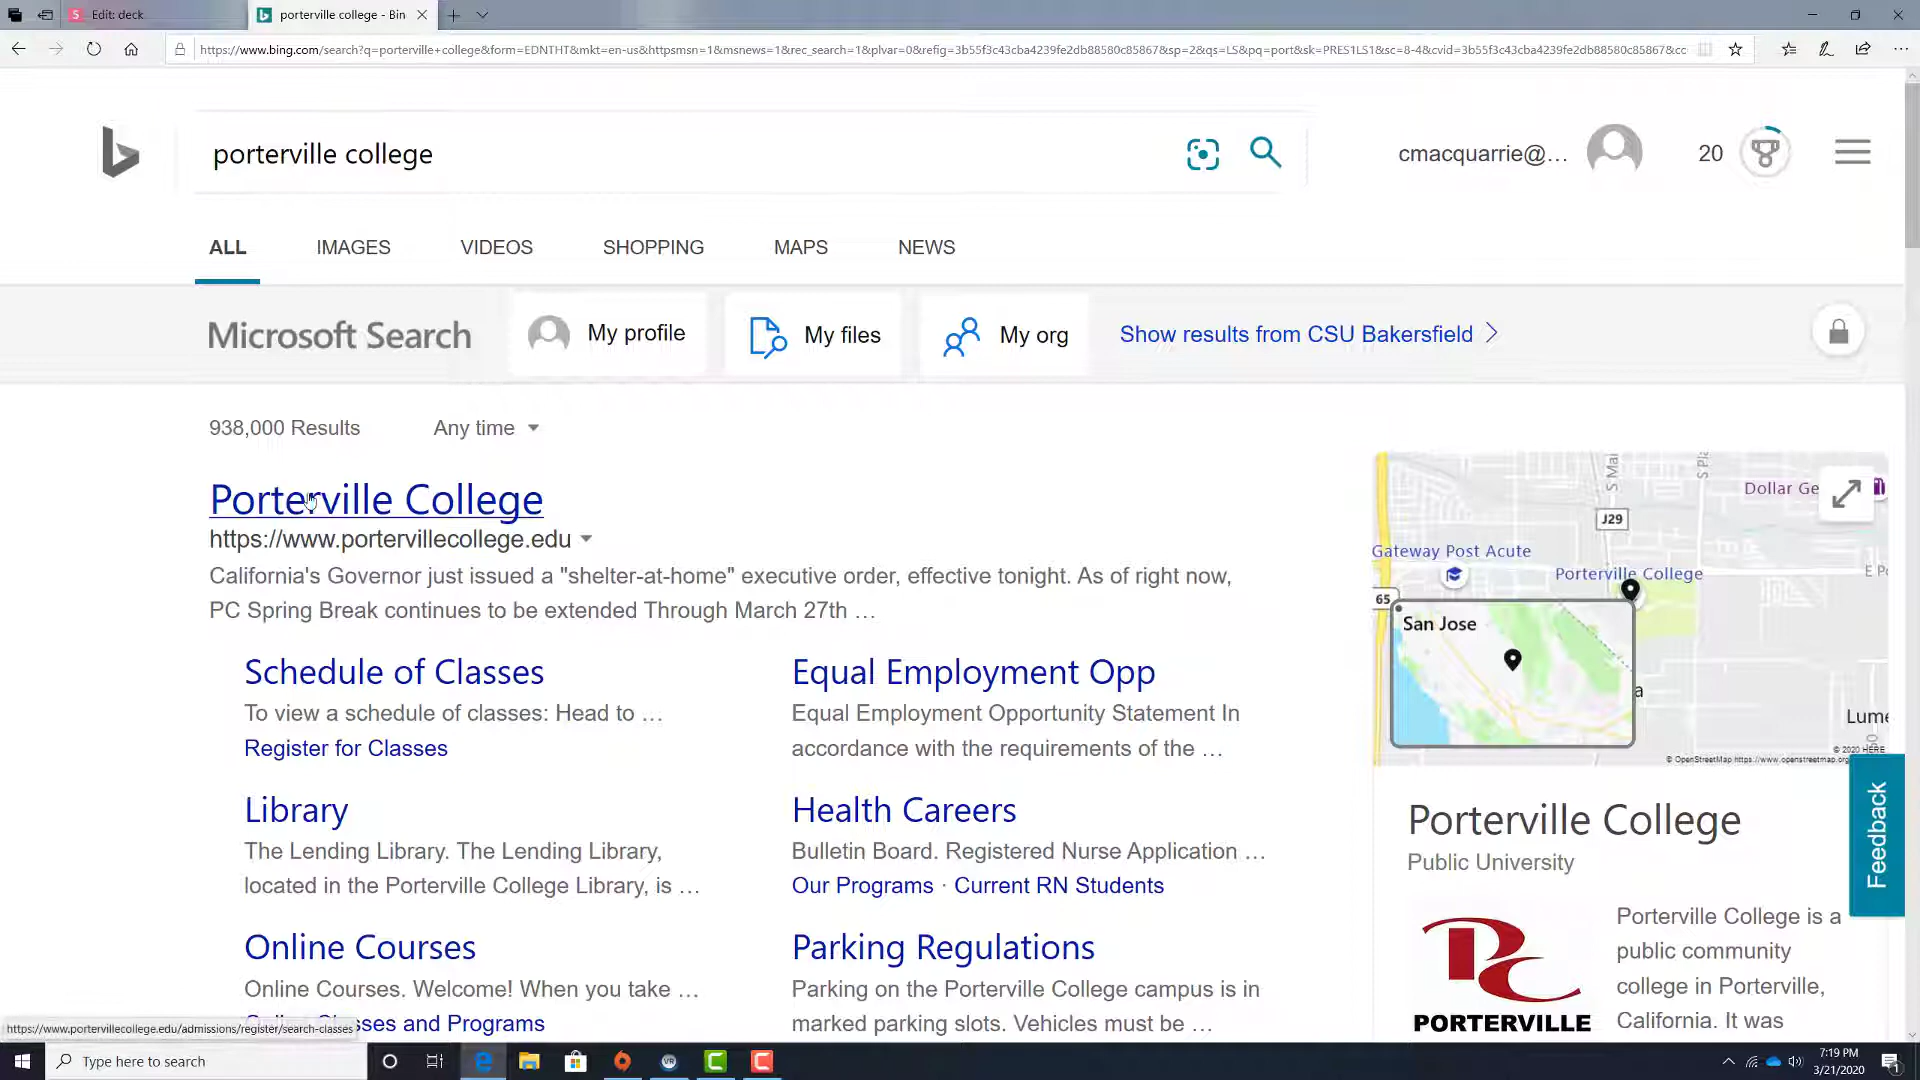 Edit: deck
porterville college - Bin
https://www.bing.com/search?q=porterville+college&form=EDNTHT&mkt=en-us&httpsmsn=1&msnews=1&rec_search=1&plvar=0&refig=3b55f3c43cba4239fe2db88580c85867&sp=2&qs=LS&pq=port&sk=PRES1LS1&sc=8-4&cvid=3b55f3c43cba4239fe2db88580c85867&cc
porterville college
cmacquarrie@...
20
ALL IMAGES VIDEOS SHOPPING MAPS NEWS
Microsoft Search
My profile
My files
My org
Show results from CSU Bakersfield
938,000 Results
Any time
Porterville College
https://www.portervillecollege.edu
California's Governor just issued a "shelter-at-home" executive order, effective tonight. As of right now,
PC Spring Break continues to be extended Through March 27th ...
Schedule of Classes
To view a schedule of classes: Head to ...
Register for Classes
Equal Employment Opp
Equal Employment Opportunity Statement In
accordance with the requirements of the ...
Library
The Lending Library. The Lending Library,
located in the Porterville College Library, is ...
Health Careers
Bulletin Board. Registered Nurse Application ...
Our Programs · Current RN Students
Online Courses
Online Courses. Welcome! When you take ...
sses and Programs
Parking Regulations
Parking on the Porterville College campus is in
marked parking slots. Vehicles must be ...
S Mai
S Pla
Dollar Ge
J29
Gateway Post Acute
Porterville College
E Po
65
San Jose
a
Lume
© 2020 HERE
© OpenStreetMap https://www.openstreetmap.org
Feedback
Porterville College
Public University
PORTERVILLE
Porterville College is a
public community
college in Porterville,
California. It was
https://www.portervillecollege.edu/admissions/register/search-classes
Type here to search
7:19 PM
3/21/2020
1